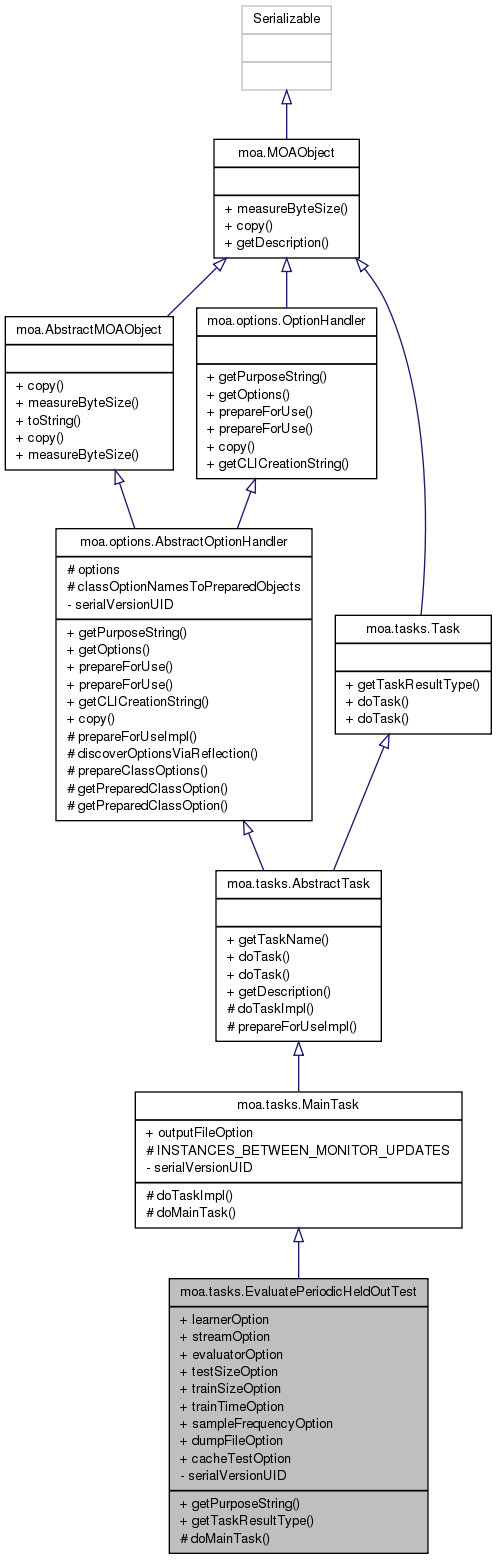 Serializable
moa.MOAObject
+ measureByteSize()
+ copy()
+ getDescription()
moa.AbstractMOAObject
+ copy()
+ measureByteSize()
+ toString()
+ copy()
+ measureByteSize()
moa.options.OptionHandler
+ getPurposeString()
+ getOptions()
+ prepareForUse()
+ prepareForUse()
+ copy()
+ getCLICreationString()
moa.options.AbstractOptionHandler
# options
# classOptionNamesToPreparedObjects
- serialVersionUID
+ getPurposeString()
+ getOptions()
+ prepareForUse()
+ prepareForUse()
+ getCLICreationString()
+ copy()
# prepareForUseImpl()
# discoverOptionsViaReflection()
# prepareClassOptions()
# getPreparedClassOption()
# getPreparedClassOption()
moa.tasks.Task
+ getTaskResultType()
+ doTask()
+ doTask()
moa.tasks.AbstractTask
+ getTaskName()
+ doTask()
+ doTask()
+ getDescription()
# doTaskImpl()
# prepareForUseImpl()
moa.tasks.MainTask
+ outputFileOption
# INSTANCES_BETWEEN_MONITOR_UPDATES
- serialVersionUID
# doTaskImpl()
# doMainTask()
moa.tasks.EvaluatePeriodicHeldOutTest
+ learnerOption
+ streamOption
+ evaluatorOption
+ testSizeOption
+ trainSizeOption
+ trainTimeOption
+ sampleFrequencyOption
+ dumpFileOption
+ cacheTestOption
- serialVersionUID
+ getPurposeString()
+ getTaskResultType()
# doMainTask()